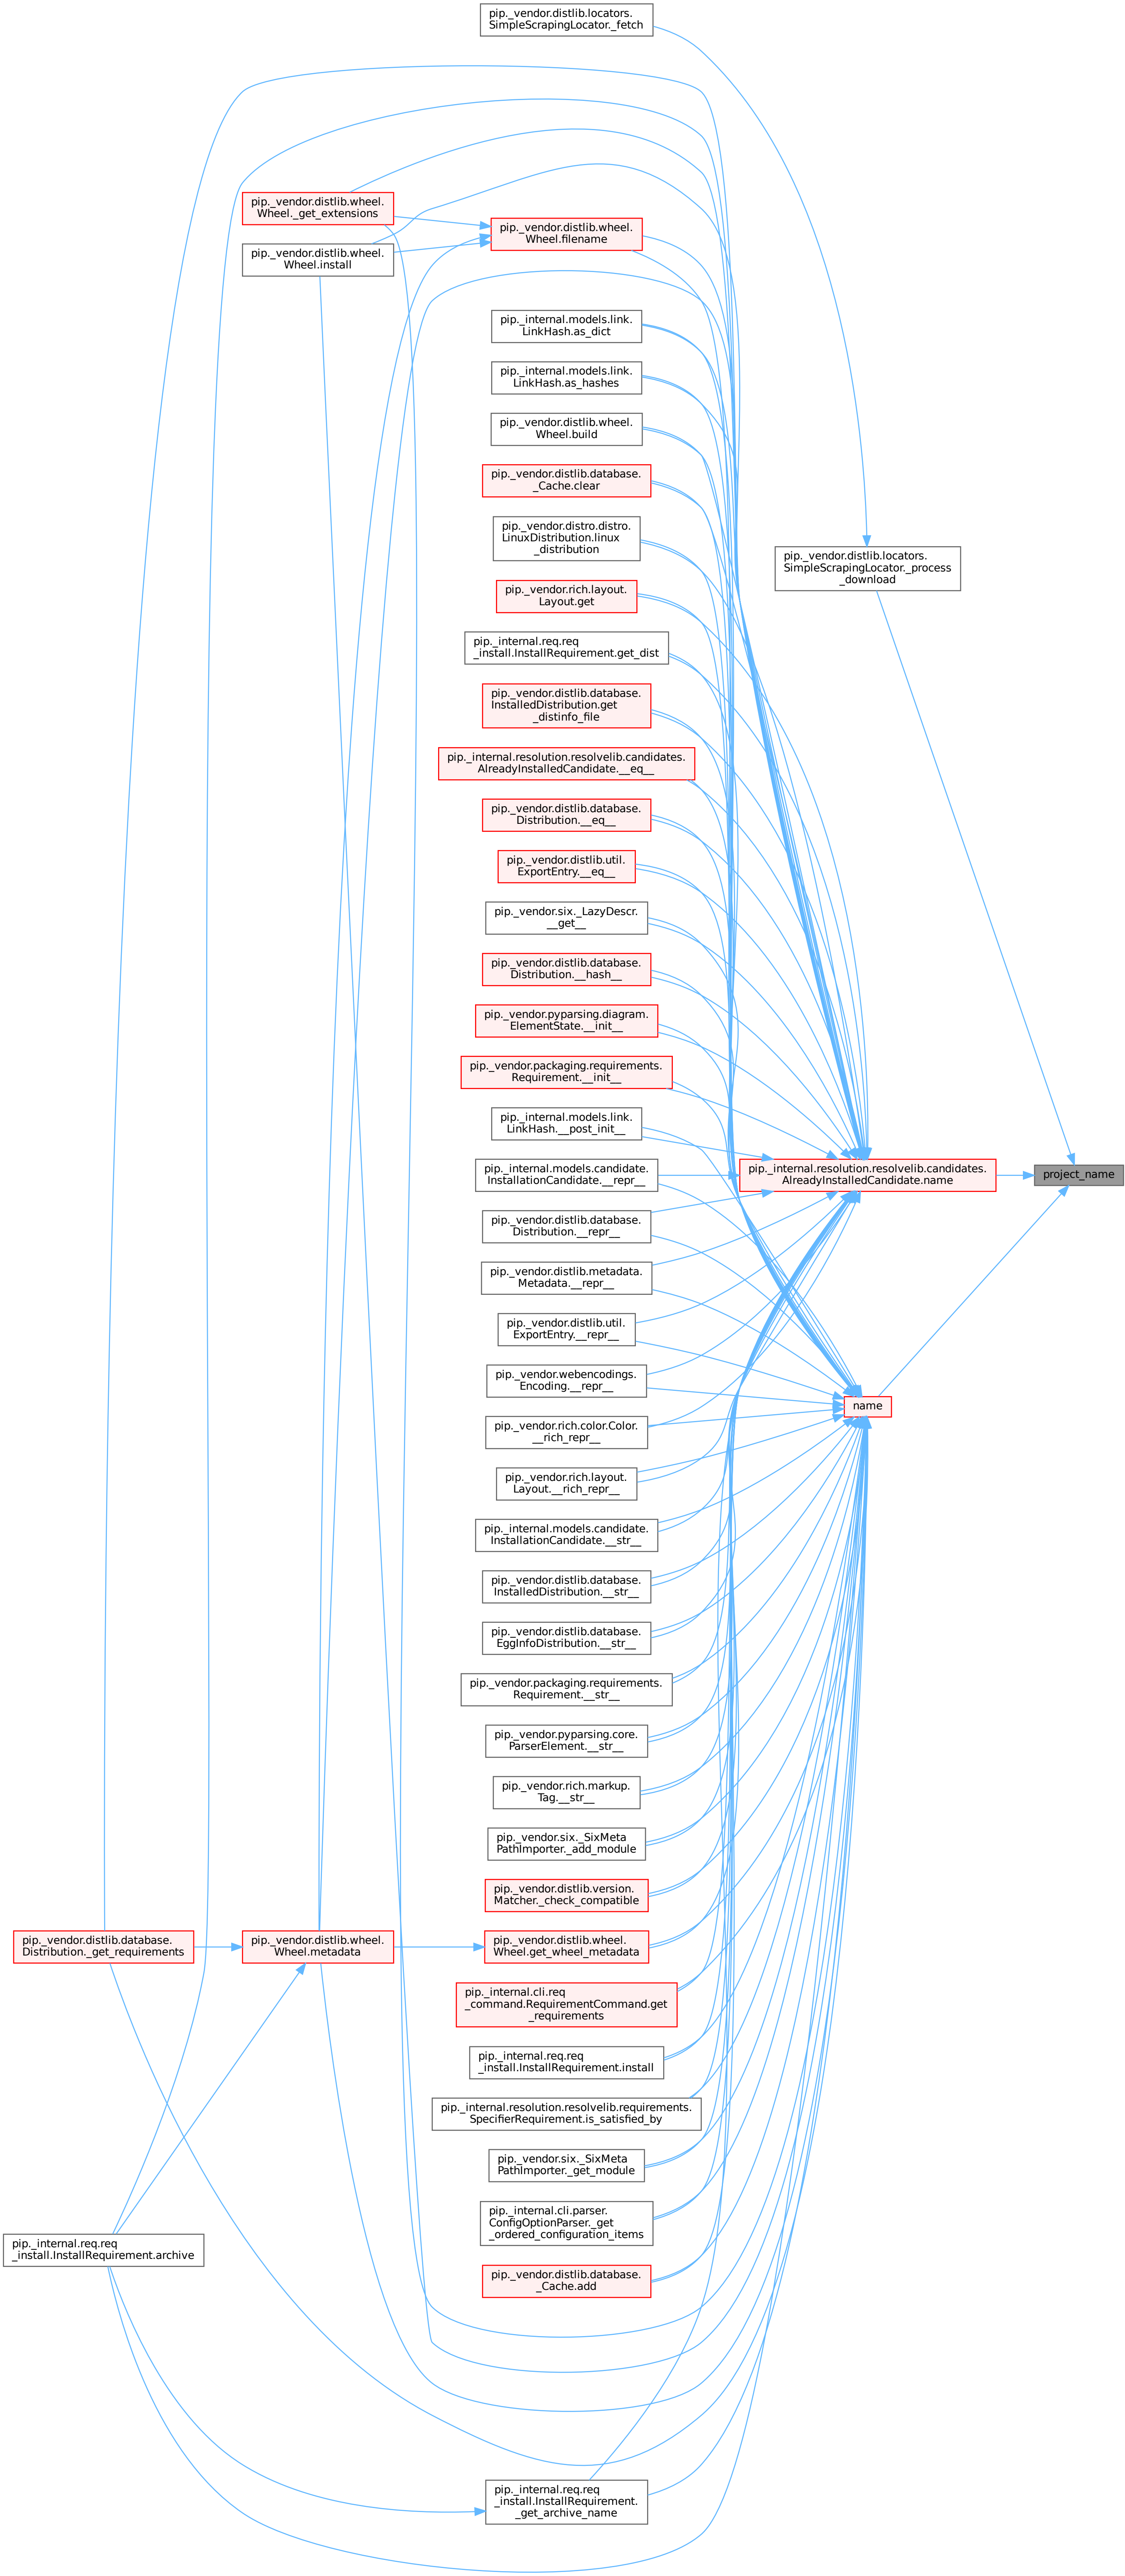 pip._vendor.distlib.locators.
SimpleScrapingLocator._fetch
pip._vendor.distlib.wheel.
Wheel._get_extensions
pip._vendor.distlib.wheel.
Wheel.filename
pip._vendor.distlib.wheel.
Wheel.install
pip._internal.models.link.
LinkHash.as_dict
pip._internal.models.link.
LinkHash.as_hashes
pip._vendor.distlib.wheel.
Wheel.build
pip._vendor.distlib.database.
_Cache.clear
pip._vendor.distro.distro.
LinuxDistribution.linux
_distribution
pip._vendor.distlib.locators.
SimpleScrapingLocator._process
_download
pip._vendor.rich.layout.
Layout.get
pip._internal.req.req
_install.InstallRequirement.get_dist
pip._vendor.distlib.database.
InstalledDistribution.get
_distinfo_file
pip._internal.resolution.resolvelib.candidates.
AlreadyInstalledCandidate.__eq__
pip._vendor.distlib.database.
Distribution.__eq__
pip._vendor.distlib.util.
ExportEntry.__eq__
pip._vendor.six._LazyDescr.
__get__
pip._vendor.distlib.database.
Distribution.__hash__
pip._vendor.pyparsing.diagram.
ElementState.__init__
pip._vendor.packaging.requirements.
Requirement.__init__
pip._internal.models.link.
LinkHash.__post_init__
pip._internal.models.candidate.
InstallationCandidate.__repr__
pip._internal.resolution.resolvelib.candidates.
AlreadyInstalledCandidate.name
project_name
pip._vendor.distlib.database.
Distribution.__repr__
pip._vendor.distlib.metadata.
Metadata.__repr__
pip._vendor.distlib.util.
ExportEntry.__repr__
pip._vendor.webencodings.
Encoding.__repr__
name
pip._vendor.rich.color.Color.
__rich_repr__
pip._vendor.rich.layout.
Layout.__rich_repr__
pip._internal.models.candidate.
InstallationCandidate.__str__
pip._vendor.distlib.database.
InstalledDistribution.__str__
pip._vendor.distlib.database.
EggInfoDistribution.__str__
pip._vendor.packaging.requirements.
Requirement.__str__
pip._vendor.pyparsing.core.
ParserElement.__str__
pip._vendor.rich.markup.
Tag.__str__
pip._vendor.six._SixMeta
PathImporter._add_module
pip._vendor.distlib.version.
Matcher._check_compatible
pip._vendor.distlib.database.
Distribution._get_requirements
pip._vendor.distlib.wheel.
Wheel.metadata
pip._vendor.distlib.wheel.
Wheel.get_wheel_metadata
pip._internal.cli.req
_command.RequirementCommand.get
_requirements
pip._internal.req.req
_install.InstallRequirement.install
pip._internal.resolution.resolvelib.requirements.
SpecifierRequirement.is_satisfied_by
pip._vendor.six._SixMeta
PathImporter._get_module
pip._internal.cli.parser.
ConfigOptionParser._get
_ordered_configuration_items
pip._internal.req.req
_install.InstallRequirement.archive
pip._vendor.distlib.database.
_Cache.add
pip._internal.req.req
_install.InstallRequirement.
_get_archive_name